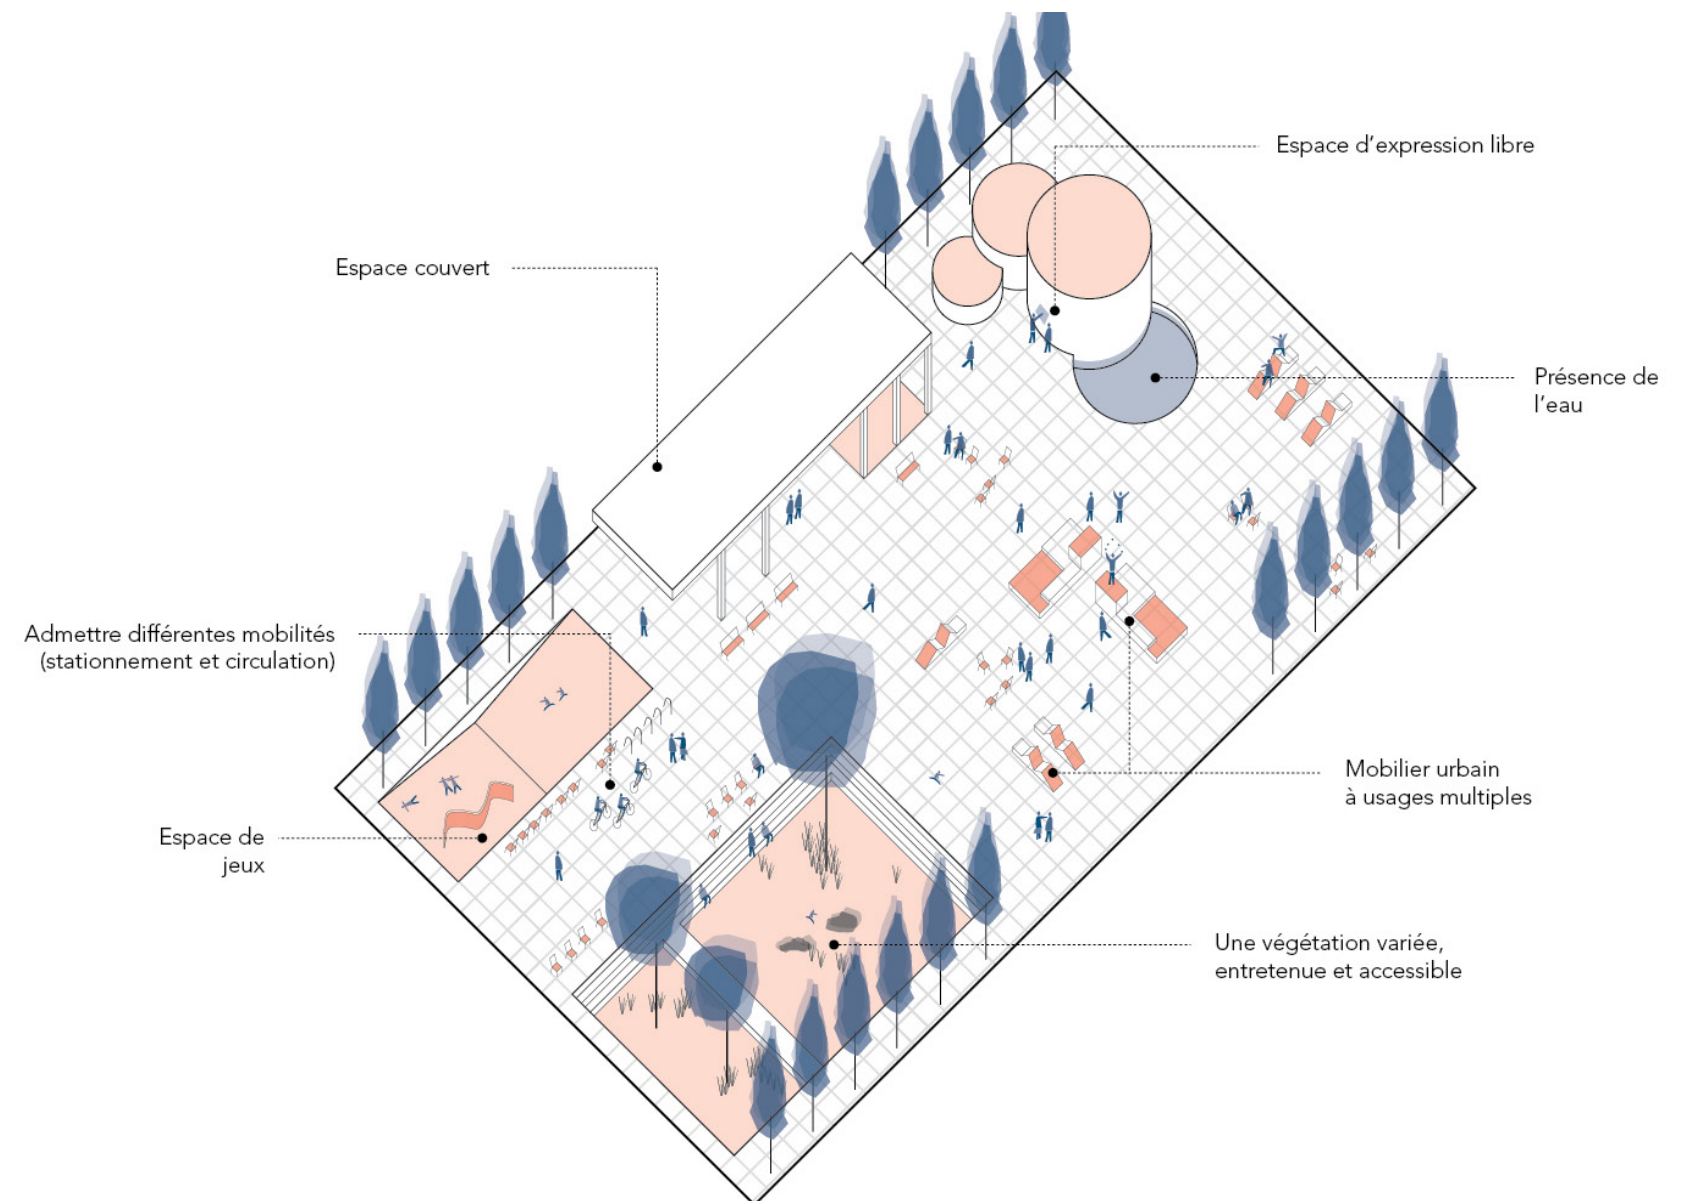 Espace d'expression libre
Espace couvert
Présence de
l'eau
Admettre différentes mobilités
(stationnement et circulation)
Mobilier urbain
à usages multiples
Espace de
jeux
Une végétation variée,
entretenue et accessible